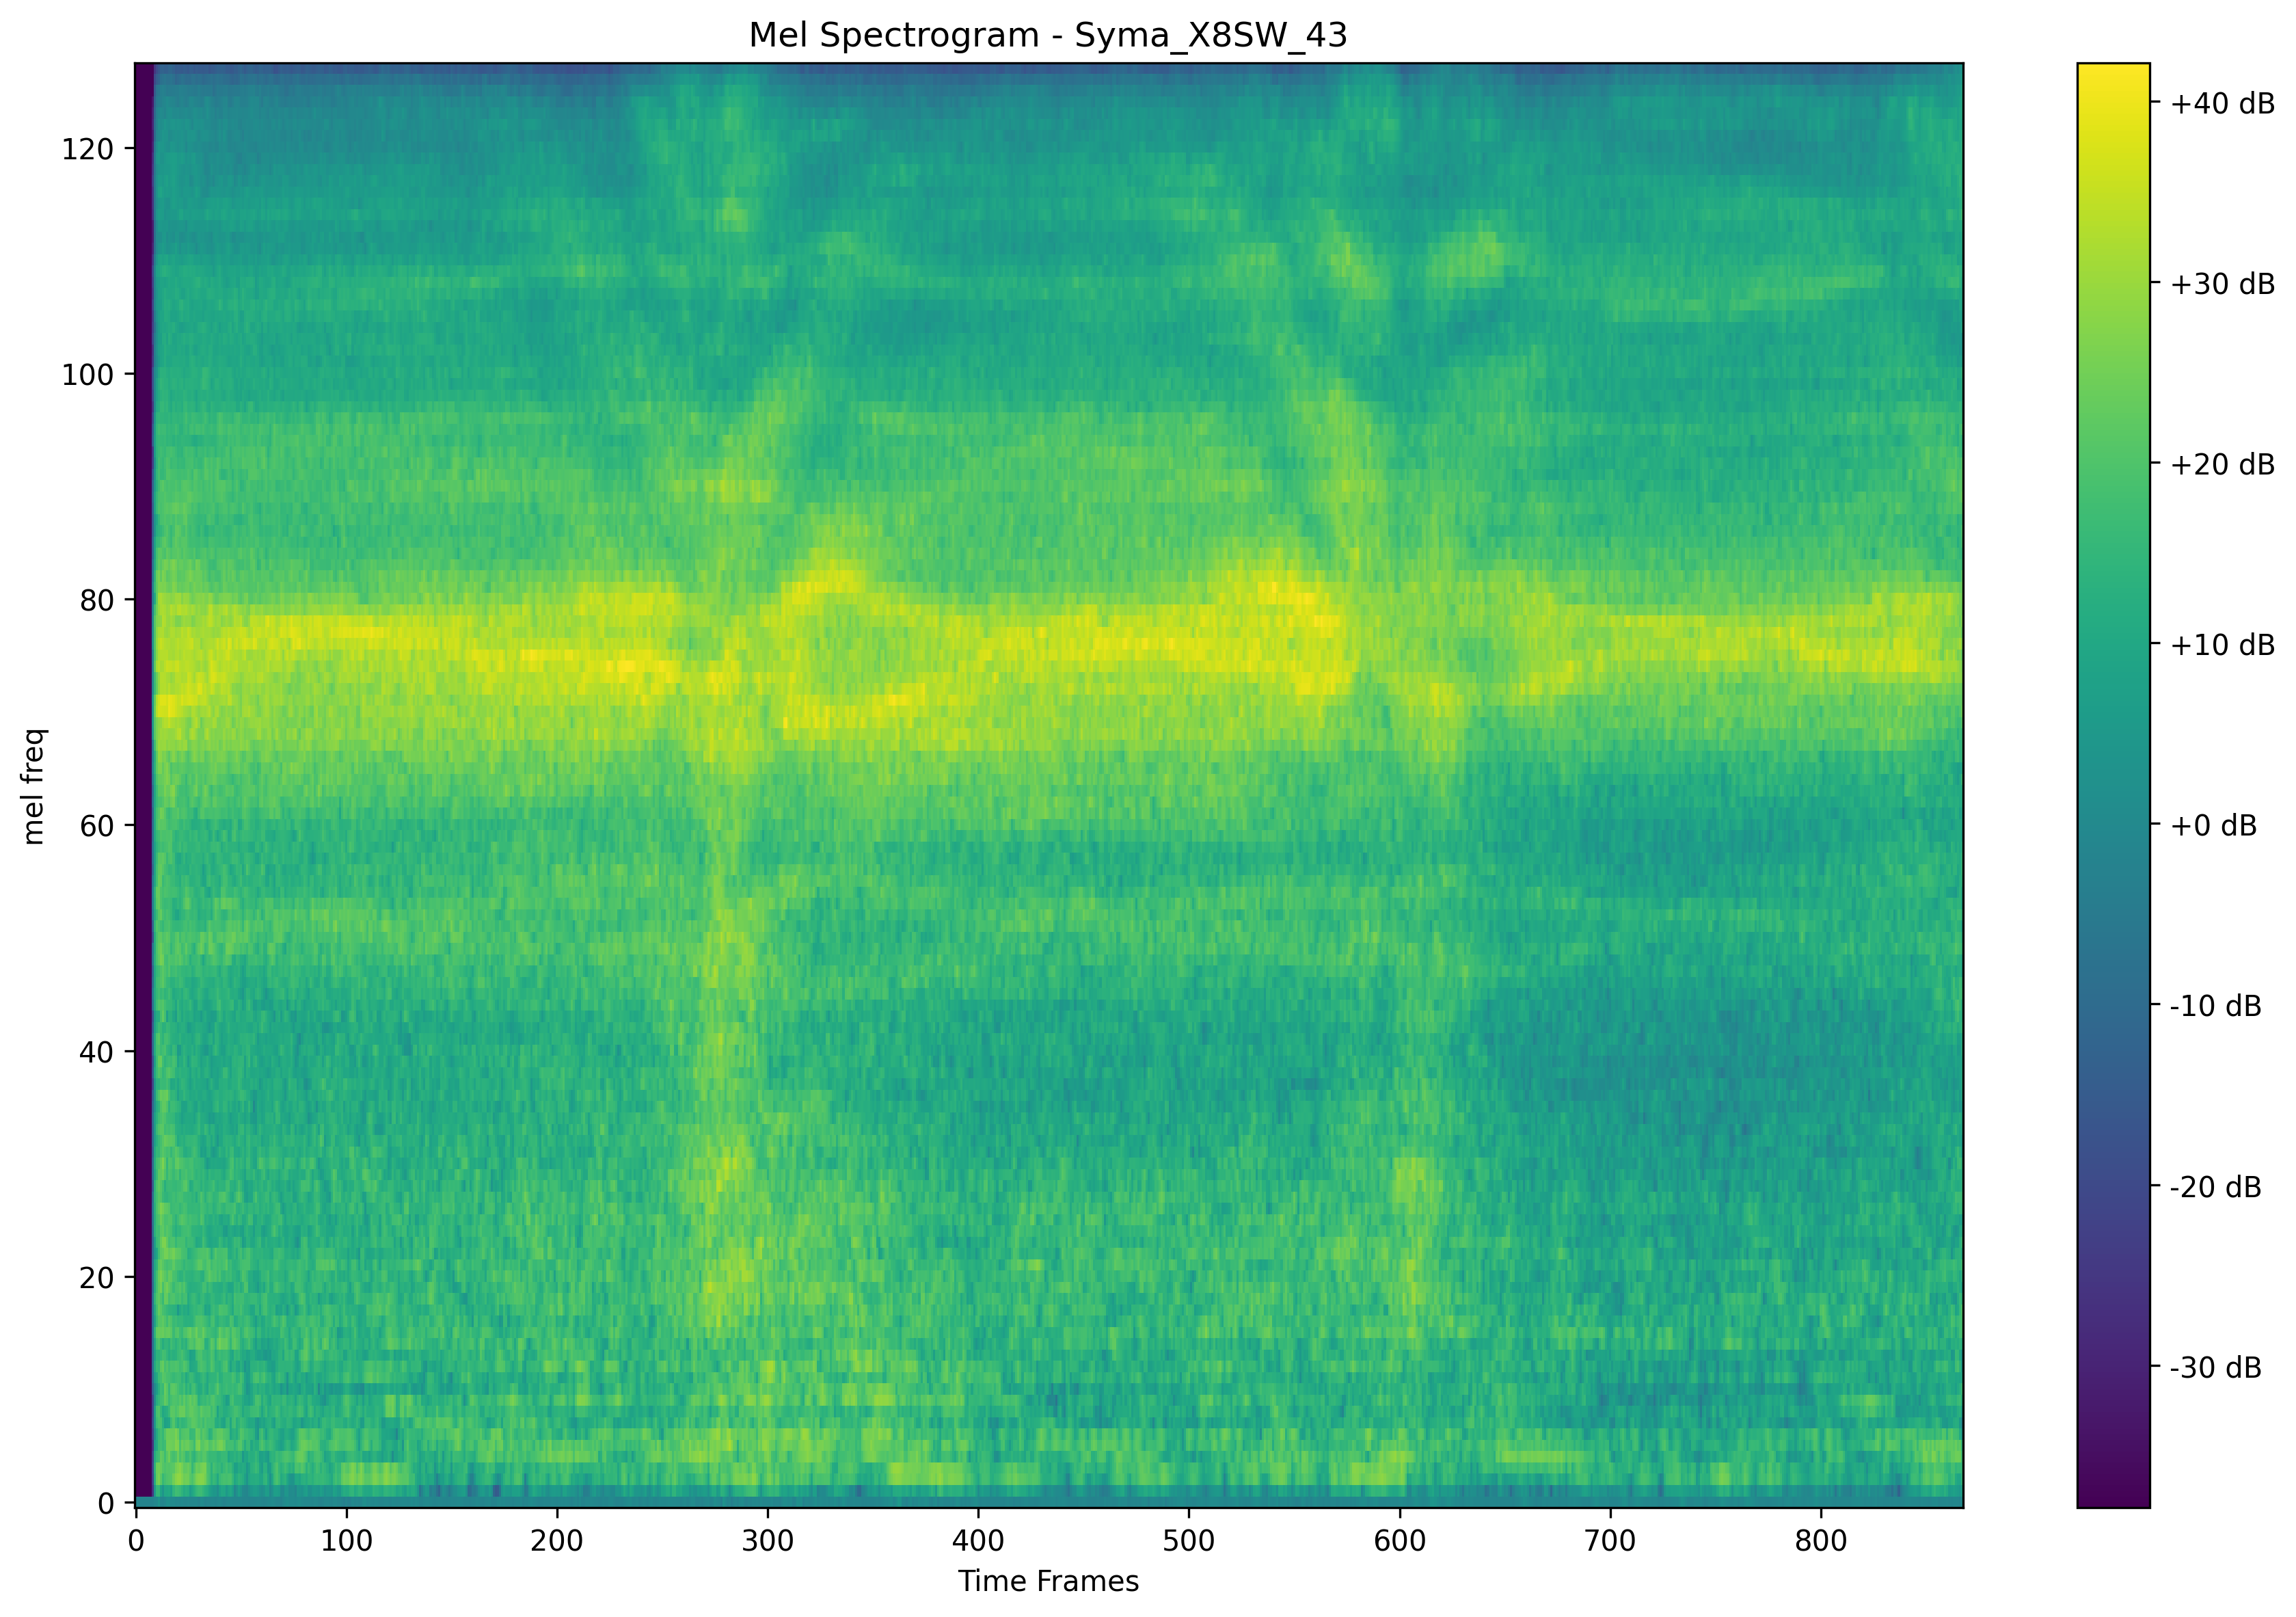 Mel Spectrogram - Syma_X8SW_43
mel freq
120
100
80
60
40
20
0
0 100 200 300 400 500 600 700 800
Time Frames
+40 dB
+30 dB
+20 dB
+10 dB
+0 dB
-10 dB
-20 dB
-30 dB